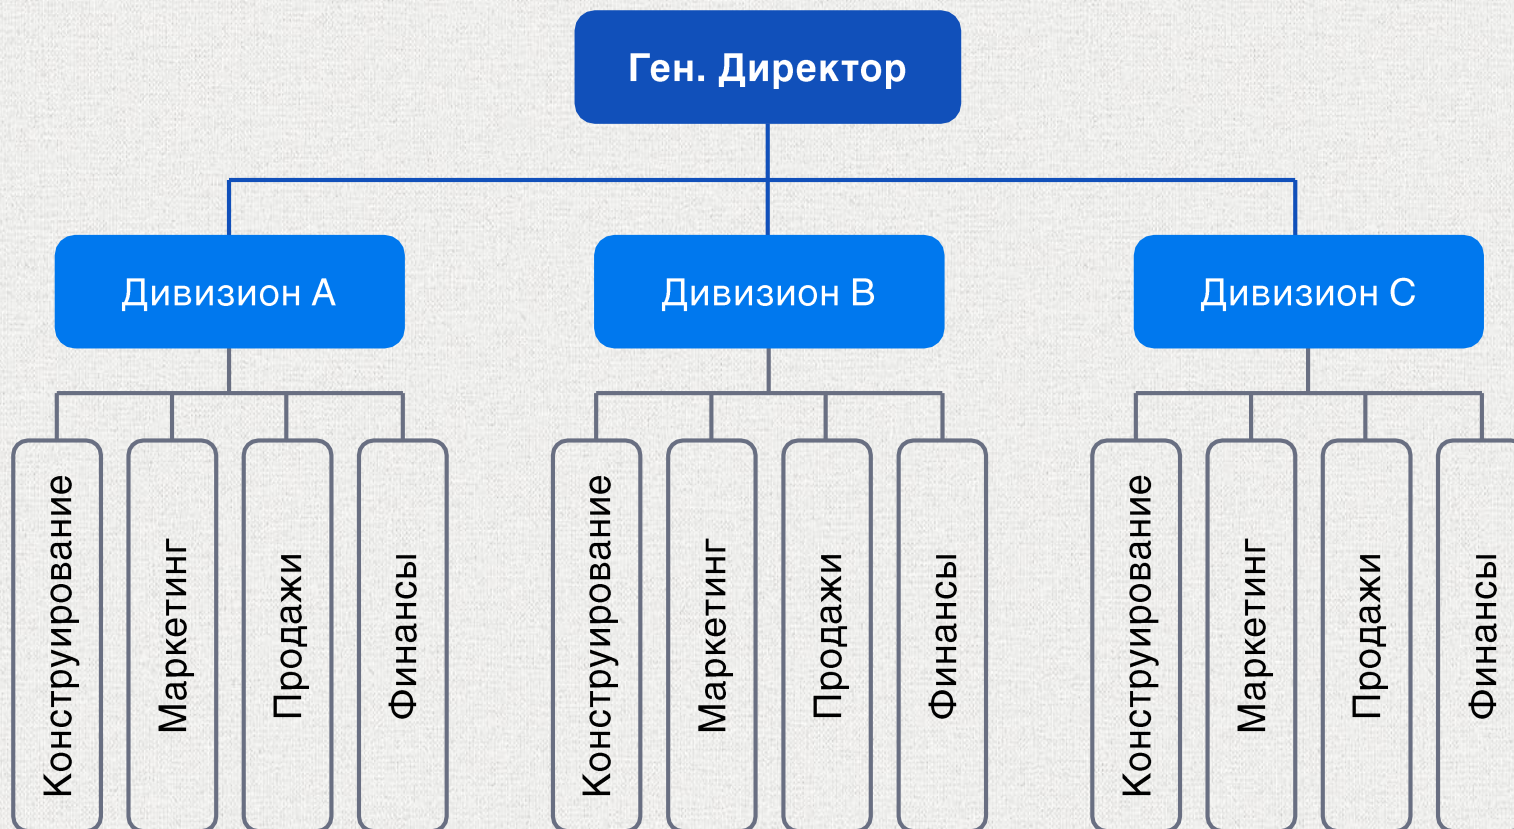 Ген. Директор
Дивизион А
Дивизион В
Дивизион С
Конструирование
Маркетинг
Продажи
Финансы
Конструирование
Маркетинг
Продажи
Финансы
Конструирование
Маркетинг
Продажи
Финансы